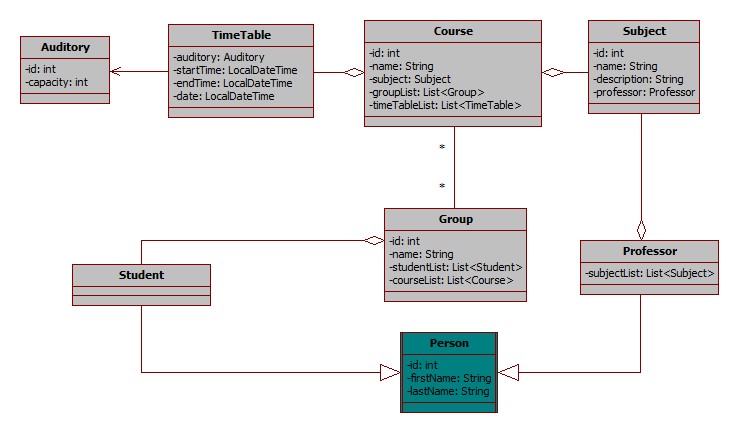 Auditory
-id: int
-capacity: int
TimeTable
-auditory: Auditory
-startTime: LocalDateTime
-endTime: LocalDateTime
-date: LocalDateTime
Course
-id: int
-name: String
-subject: Subject
-groupList: List<Group>
-timeTableList: List<TimeTable>
Subject
-id: int
-name: String
-description: String
-professor: Professor
*
*
Group
-id: int
-name: String
-studentList: List<Student>
-courseList: List<Course>
Student
Professor
-subjectList: List<Subject>
Person
-id: int
-firstName: String
-lastName: String